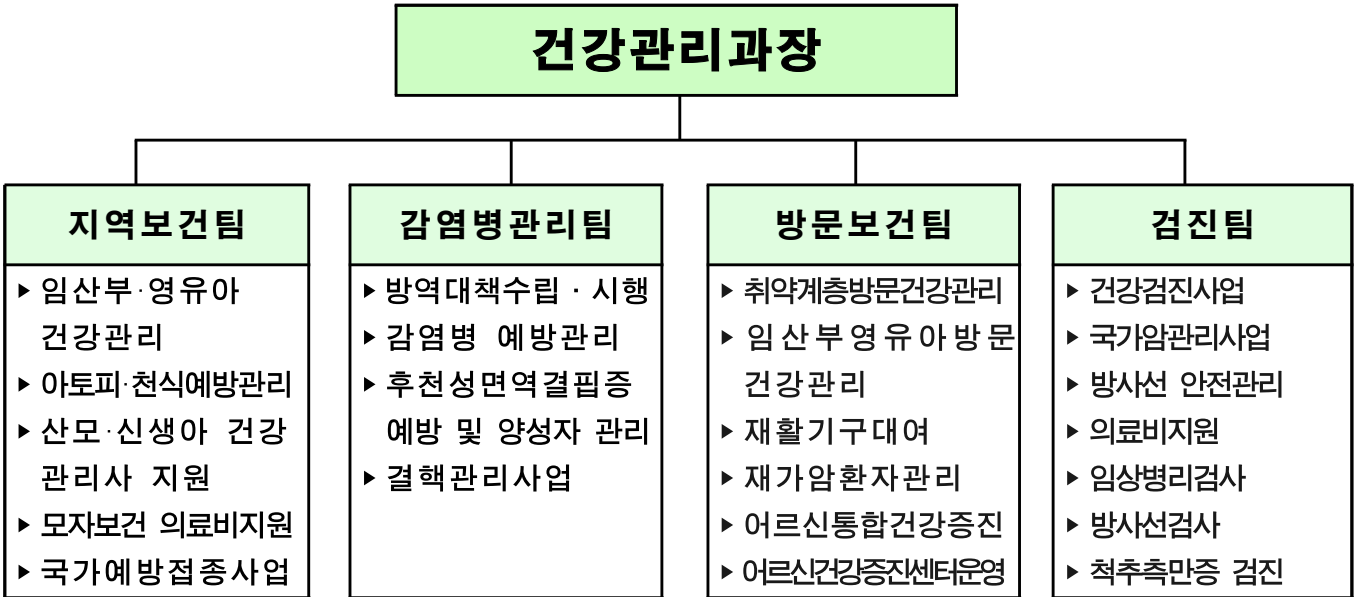 건강관리과장
지역보건팀
▶ 임산부·영유아
건강관리
▶ 아토피·천식예방관리
▶ 산모·신생아 건강
관리사 지원
▶ 모자보건 의료비지원
▶ 국가예방접종사업
감염병관리팀
▶ 방역대책수립·시행
▶ 감염병 예방관리
▶ 후천성면역결핍증
예방 및 양성자 관리
▶ 결핵관리사업
방문보건팀
▶ 취약계층방문건강관리
▶ 임산부영유아방문
건강관리
▶ 재활기구대여
▶ 재가암환자관리
▶ 어르신통합건강증진
▶ 어르신건강증진센터운영
검진팀
▶ 건강검진사업
▶ 국가암관리사업
▶ 방사선 안전관리
▶ 의료비지원
▶ 임상병리검사
▶ 방사선검사
▶ 척추측만증 검진